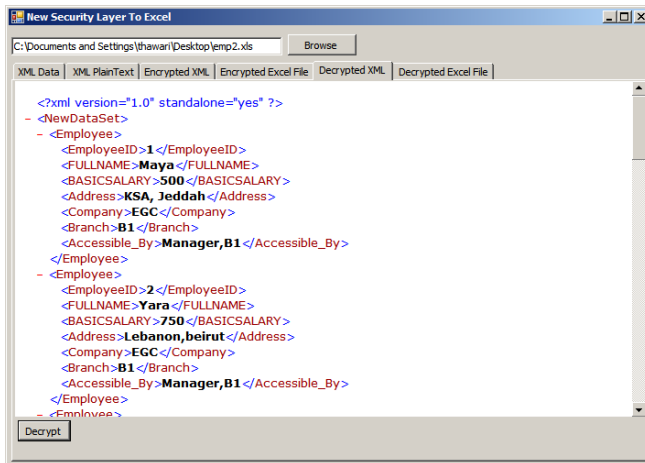 New Security Layer To Excel
C:\Documents and Settings\thawari\Desktop\emp2.xls Browse
XML Data XML PlainText Encrypted XML Encrypted Excel File Decrypted XML Decrypted Excel File
<?xml version="1.0" standalone="yes" ?>
- <NewDataSet>
- <Employee>
<EmployeeID>1</EmployeeID>
<FULLNAME>Maya</FULLNAME>
<BASICSALARY>500</BASICSALARY>
<Address>KSA, Jeddah</Address>
<Company>EGC</Company>
<Branch>B1</Branch>
<Accessible_By>Manager,B1</Accessible_By>
</Employee>
- <Employee>
<EmployeeID>2</EmployeeID>
<FULLNAME>Yara</FULLNAME>
<BASICSALARY>750</BASICSALARY>
<Address>Lebanon,beirut</Address>
<Company>EGC</Company>
<Branch>B1</Branch>
<Accessible_By>Manager,B1</Accessible_By>
</Employee>
- <Employee>
Decrypt